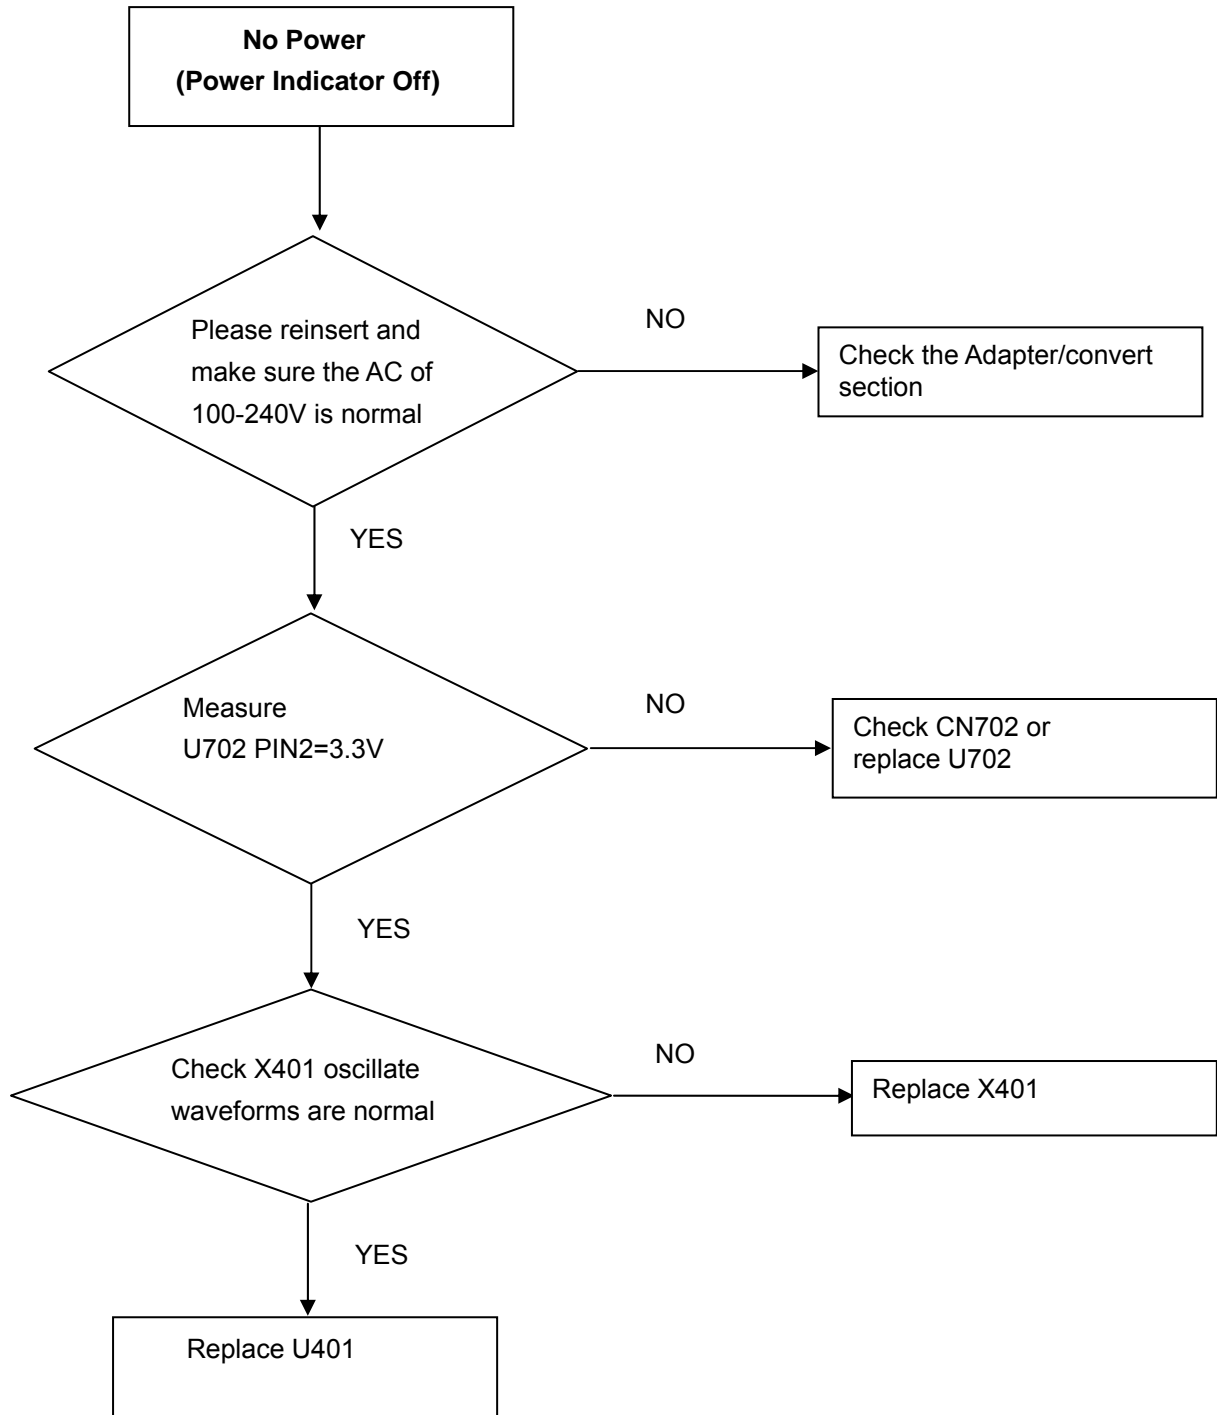 No Power
(Power Indicator Off)
Please reinsert and
make sure the AC of
100-240V is normal
NO
Check the Adapter/convert
section
YES
Measure
U702 PIN2=3.3V
NO
Check CN702 or
replace U702
YES
Check X401 oscillate
waveforms are normal
NO
Replace X401
YES
Replace U401